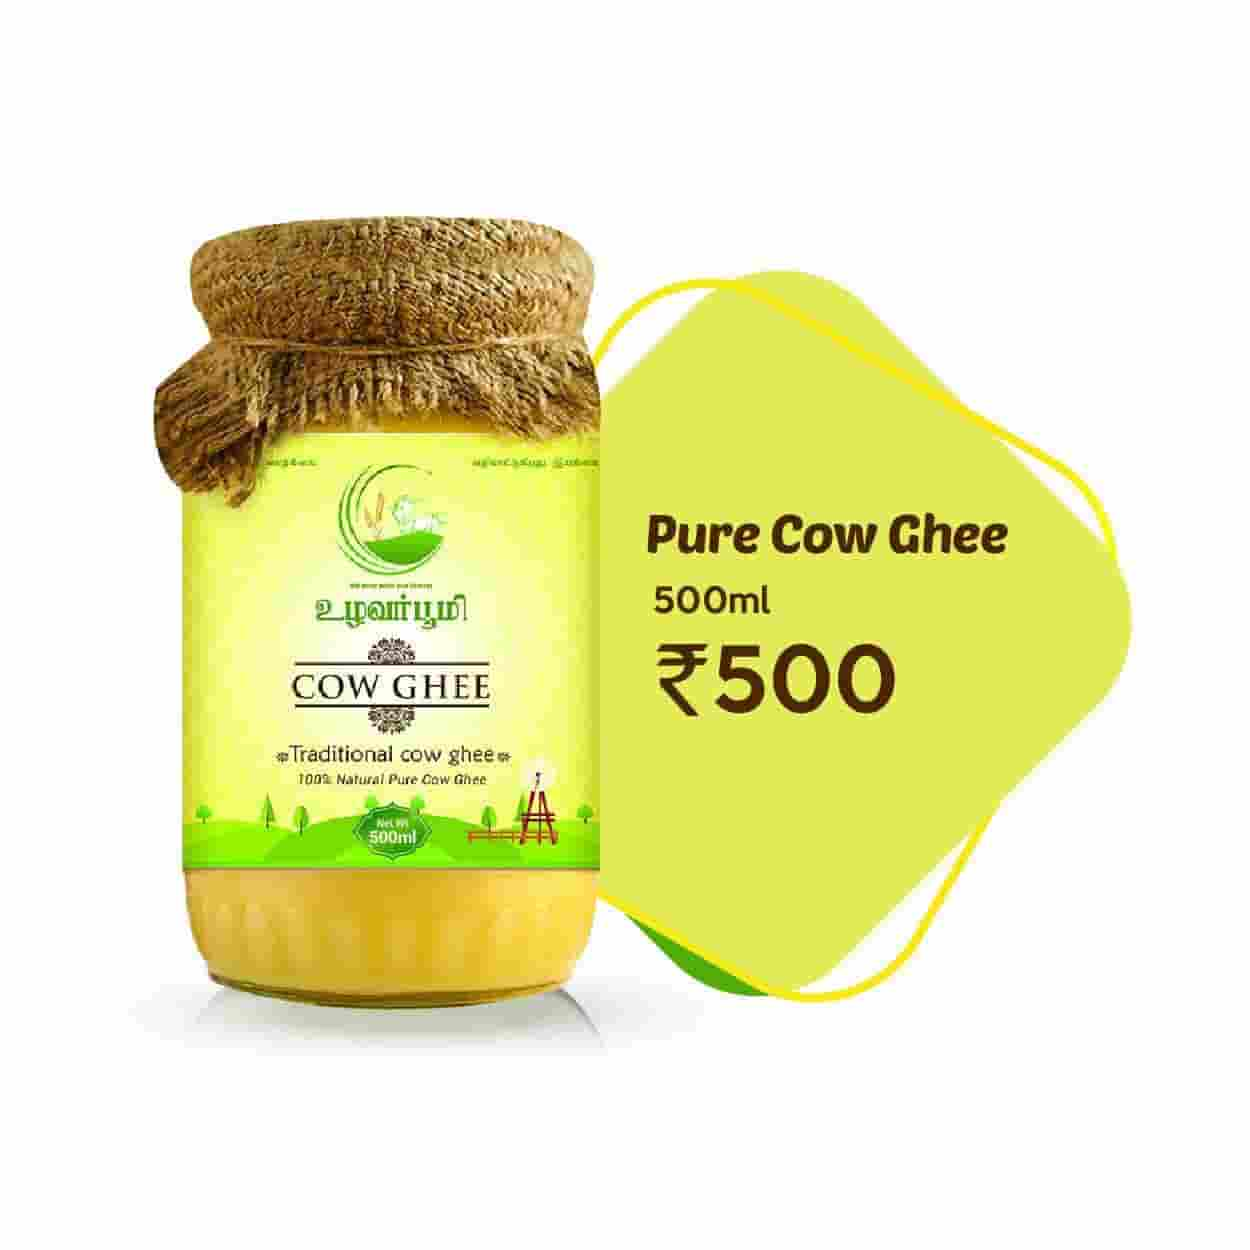 உழவர்பூமி
COW GHEE
Traditional cow ghee
100% Natural Pure Cow Ghee
Net Wt
500ml
Pure Cow Ghee
500ml
₹500